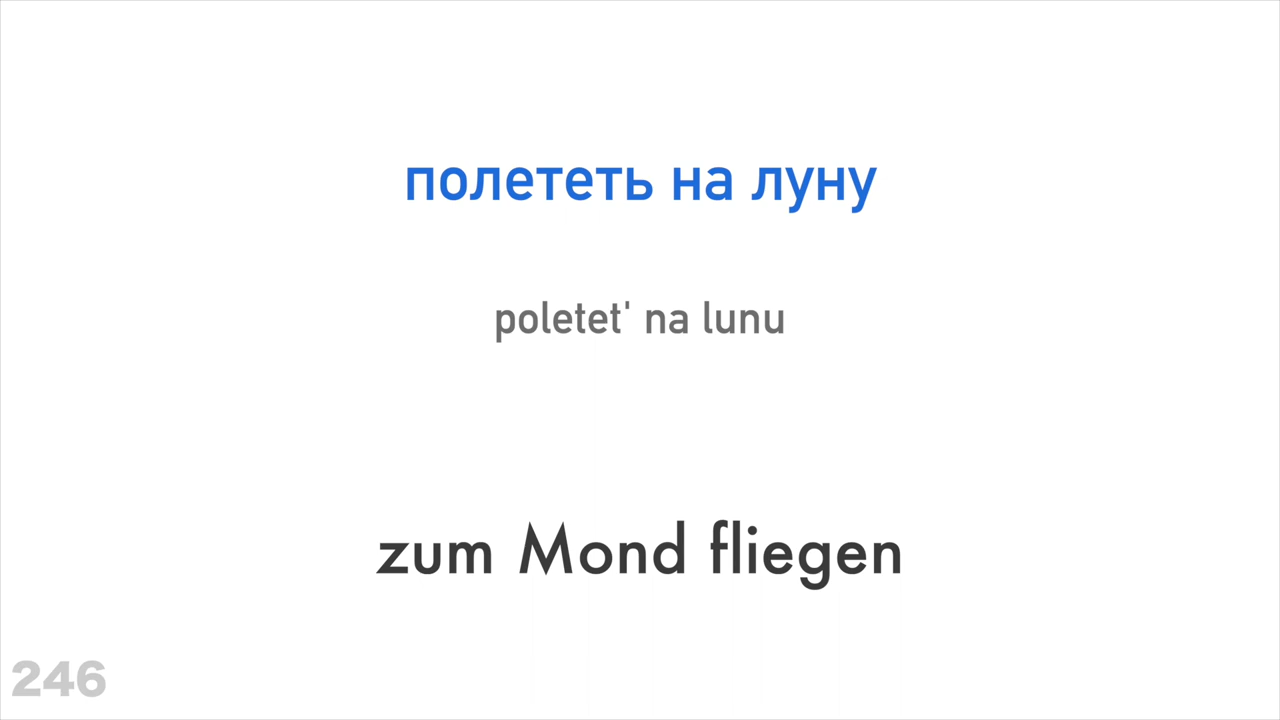 полететь на луну
poletet' na lunu
zum Mond fliegen
246